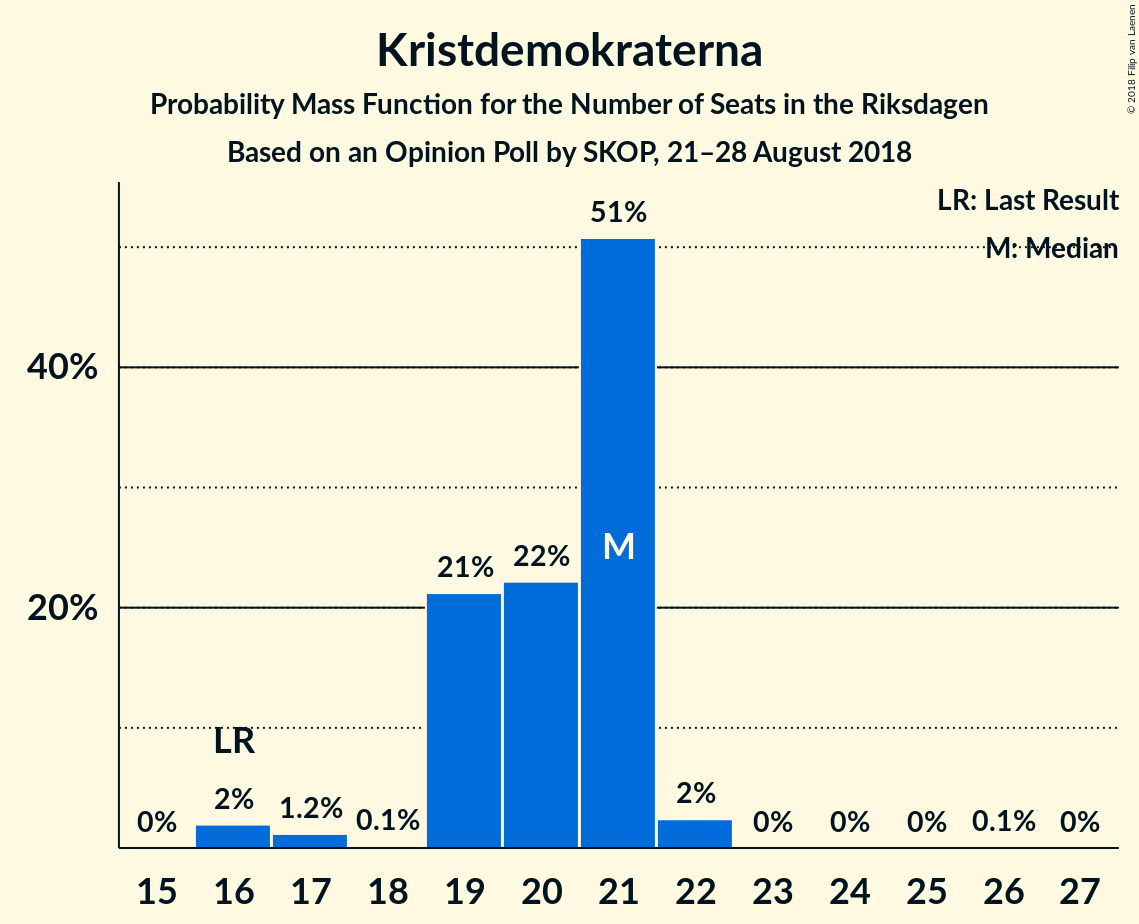 Kristdemokraterna
Probability Mass Function for the Number of Seats in the Riksdagen
Based on an Opinion Poll by SKOP, 21–28 August 2018
© 2018 Filip van Laenen
LR: Last Result
M: Median
51%
40%
M
21%
22%
20%
LR
0%
2%
1.2%
0.1%
2%
0%
0%
0%
0.1%
0%
15 16 17 18 19 20 21 22 23 24 25 26 27